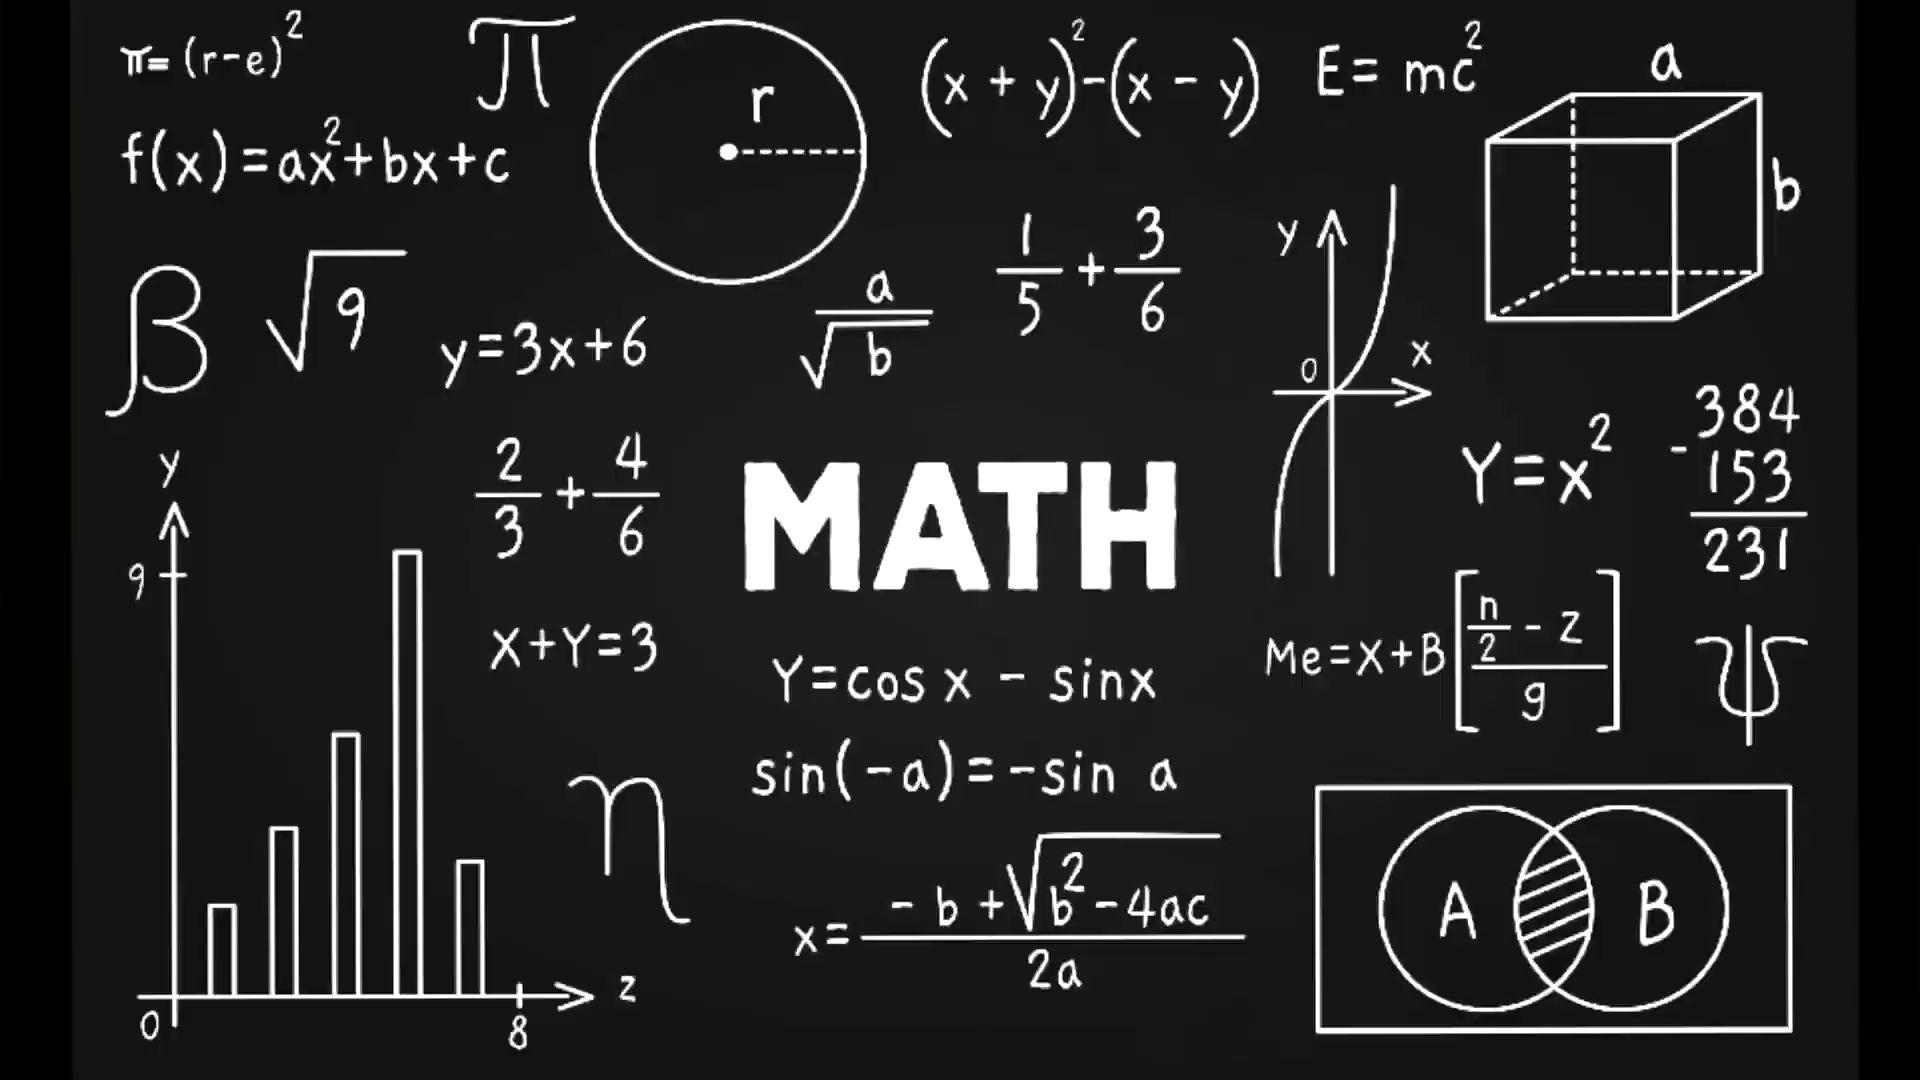 π=(r-e)²
π
r
(x + y)²-(x - y)
E= mc²
a
b
f(x)=ax²+bx+c
β
√9
y=3x+6
a/√b
1/5 + 3/6
y
0
x
Y=x²
384
-153
231
y
9
0
8
z
2/3 + 4/6
MATH
X+Y=3
Y=cos x - sinx
Me=X+B[(n/2 - 2)/g]
ψ
η
sin(-a)=-sin a
x= (-b+√b²-4ac)/2a
A
B